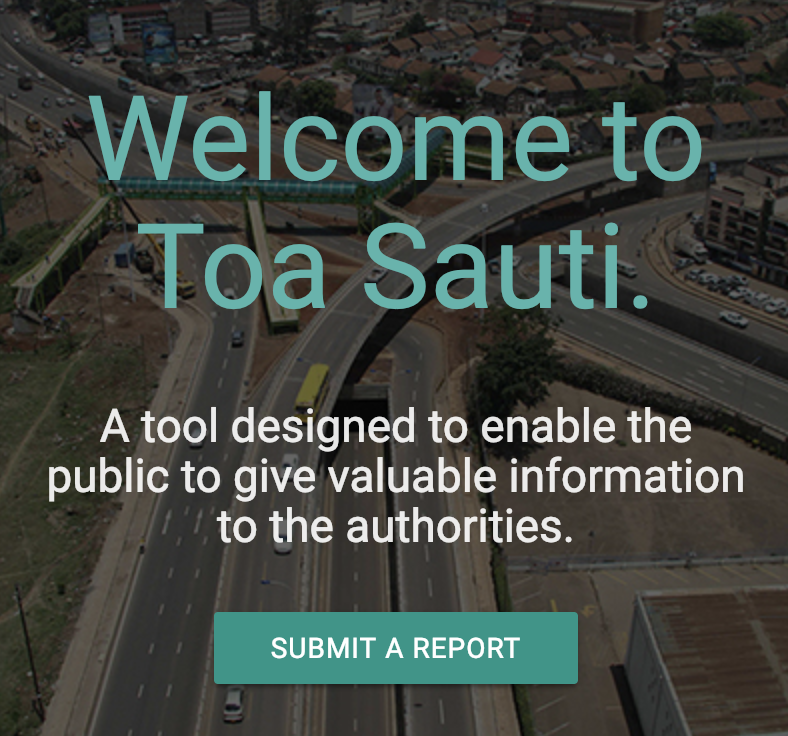 Welcome to
Toa Sauti.
A tool designed to enable the
public to give valuable information
to the authorities.
SUBMIT A REPORT